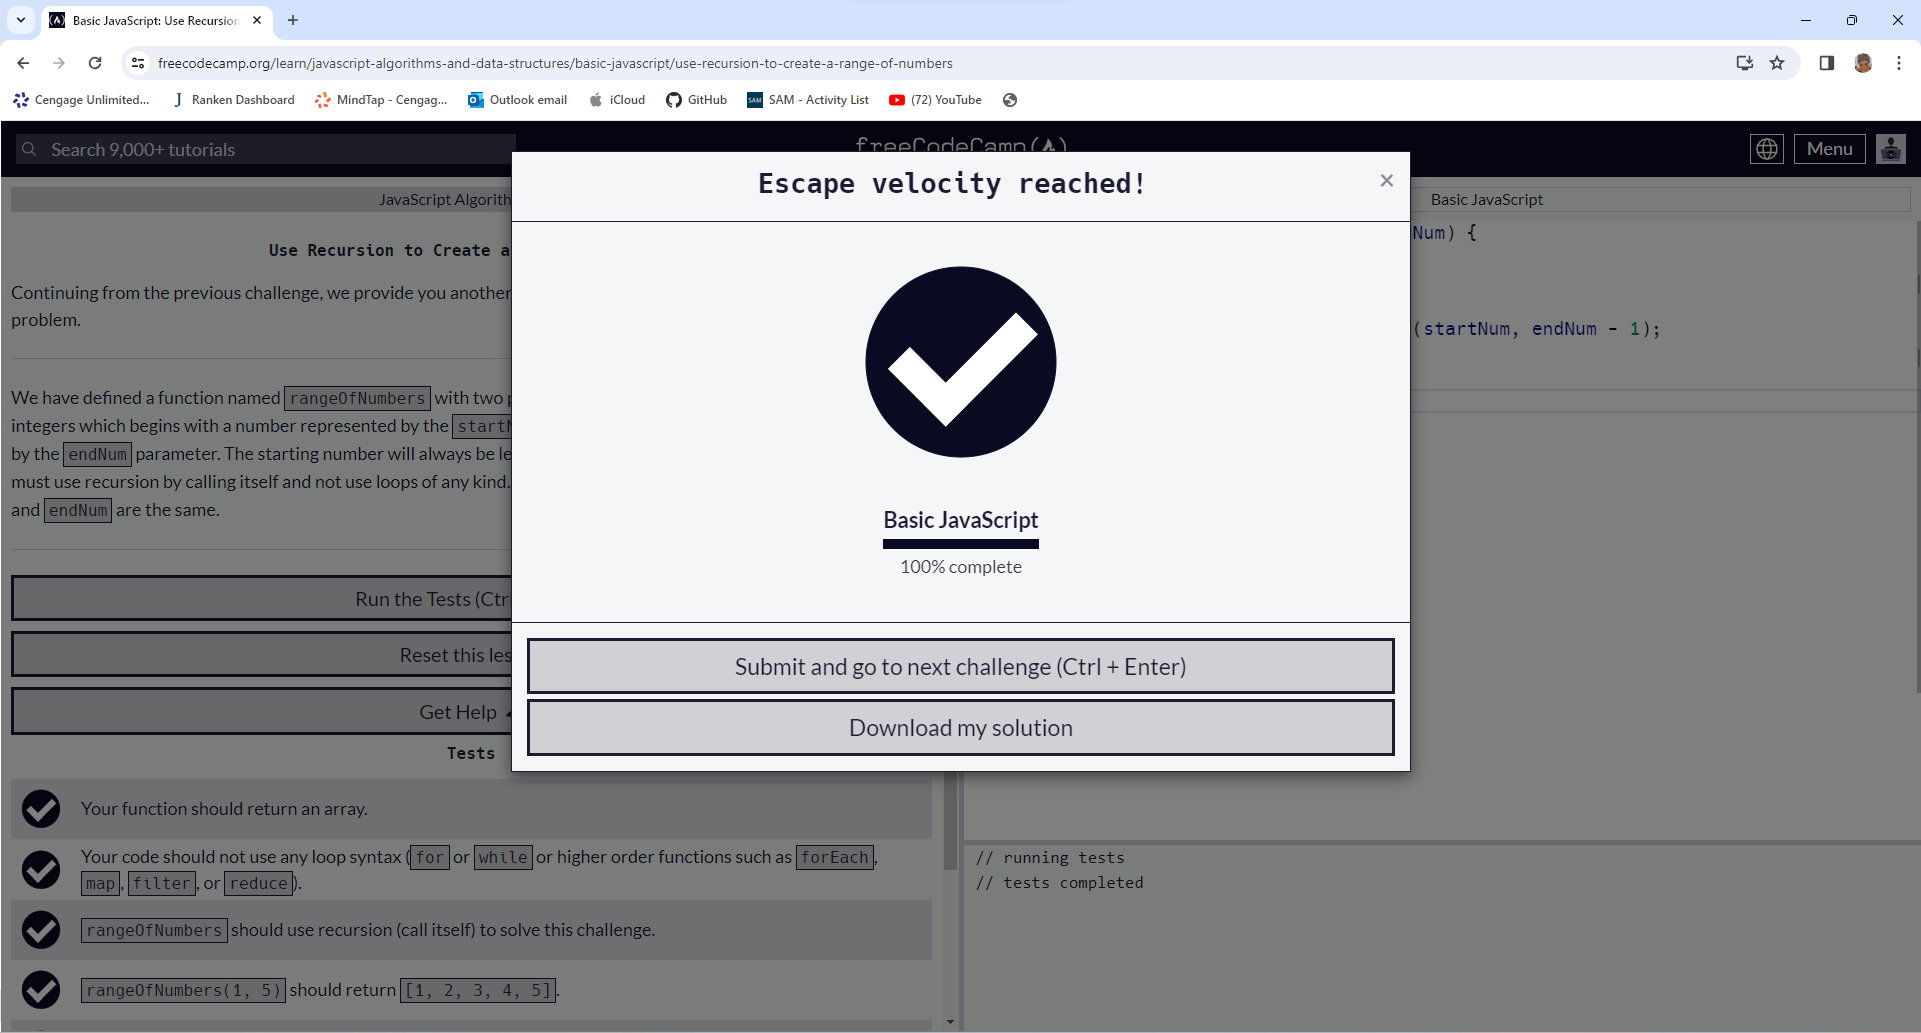 Basic JavaScript: Use Recursion
freecodecamp.org/learn/javascript-algorithms-and-data-structures/basic-javascript/use-recursion-to-create-a-range-of-numbers
Cengage Unlimited... Ranken Dashboard MindTap - Cengag... Outlook email iCloud GitHub SAM SAM - Activity List (72) YouTube
Search 9,000+ tutorials
freeCodeCamp
Menu
Escape velocity reached!
×
Basic JavaScript
100% complete
Submit and go to next challenge (Ctrl + Enter)
Download my solution
JavaScript Algorith
Basic JavaScript
Use Recursion to Create a
Continuing from the previous challenge, we provide you another
problem.
We have defined a function named rangeOfNumbers with two p
integers which begins with a number represented by the startN
by the endNum parameter. The starting number will always be le
must use recursion by calling itself and not use loops of any kind.
and endNum are the same.
Run the Tests (Ctr
Reset this les
Get Help
Tests
Your function should return an array.
Your code should not use any loop syntax (for or while or higher order functions such as forEach,
map, filter, or reduce).
rangeOfNumbers should use recursion (call itself) to solve this challenge.
rangeOfNumbers(1, 5) should return [1, 2, 3, 4, 5].
Num) {
(startNum, endNum - 1);
// running tests
// tests completed